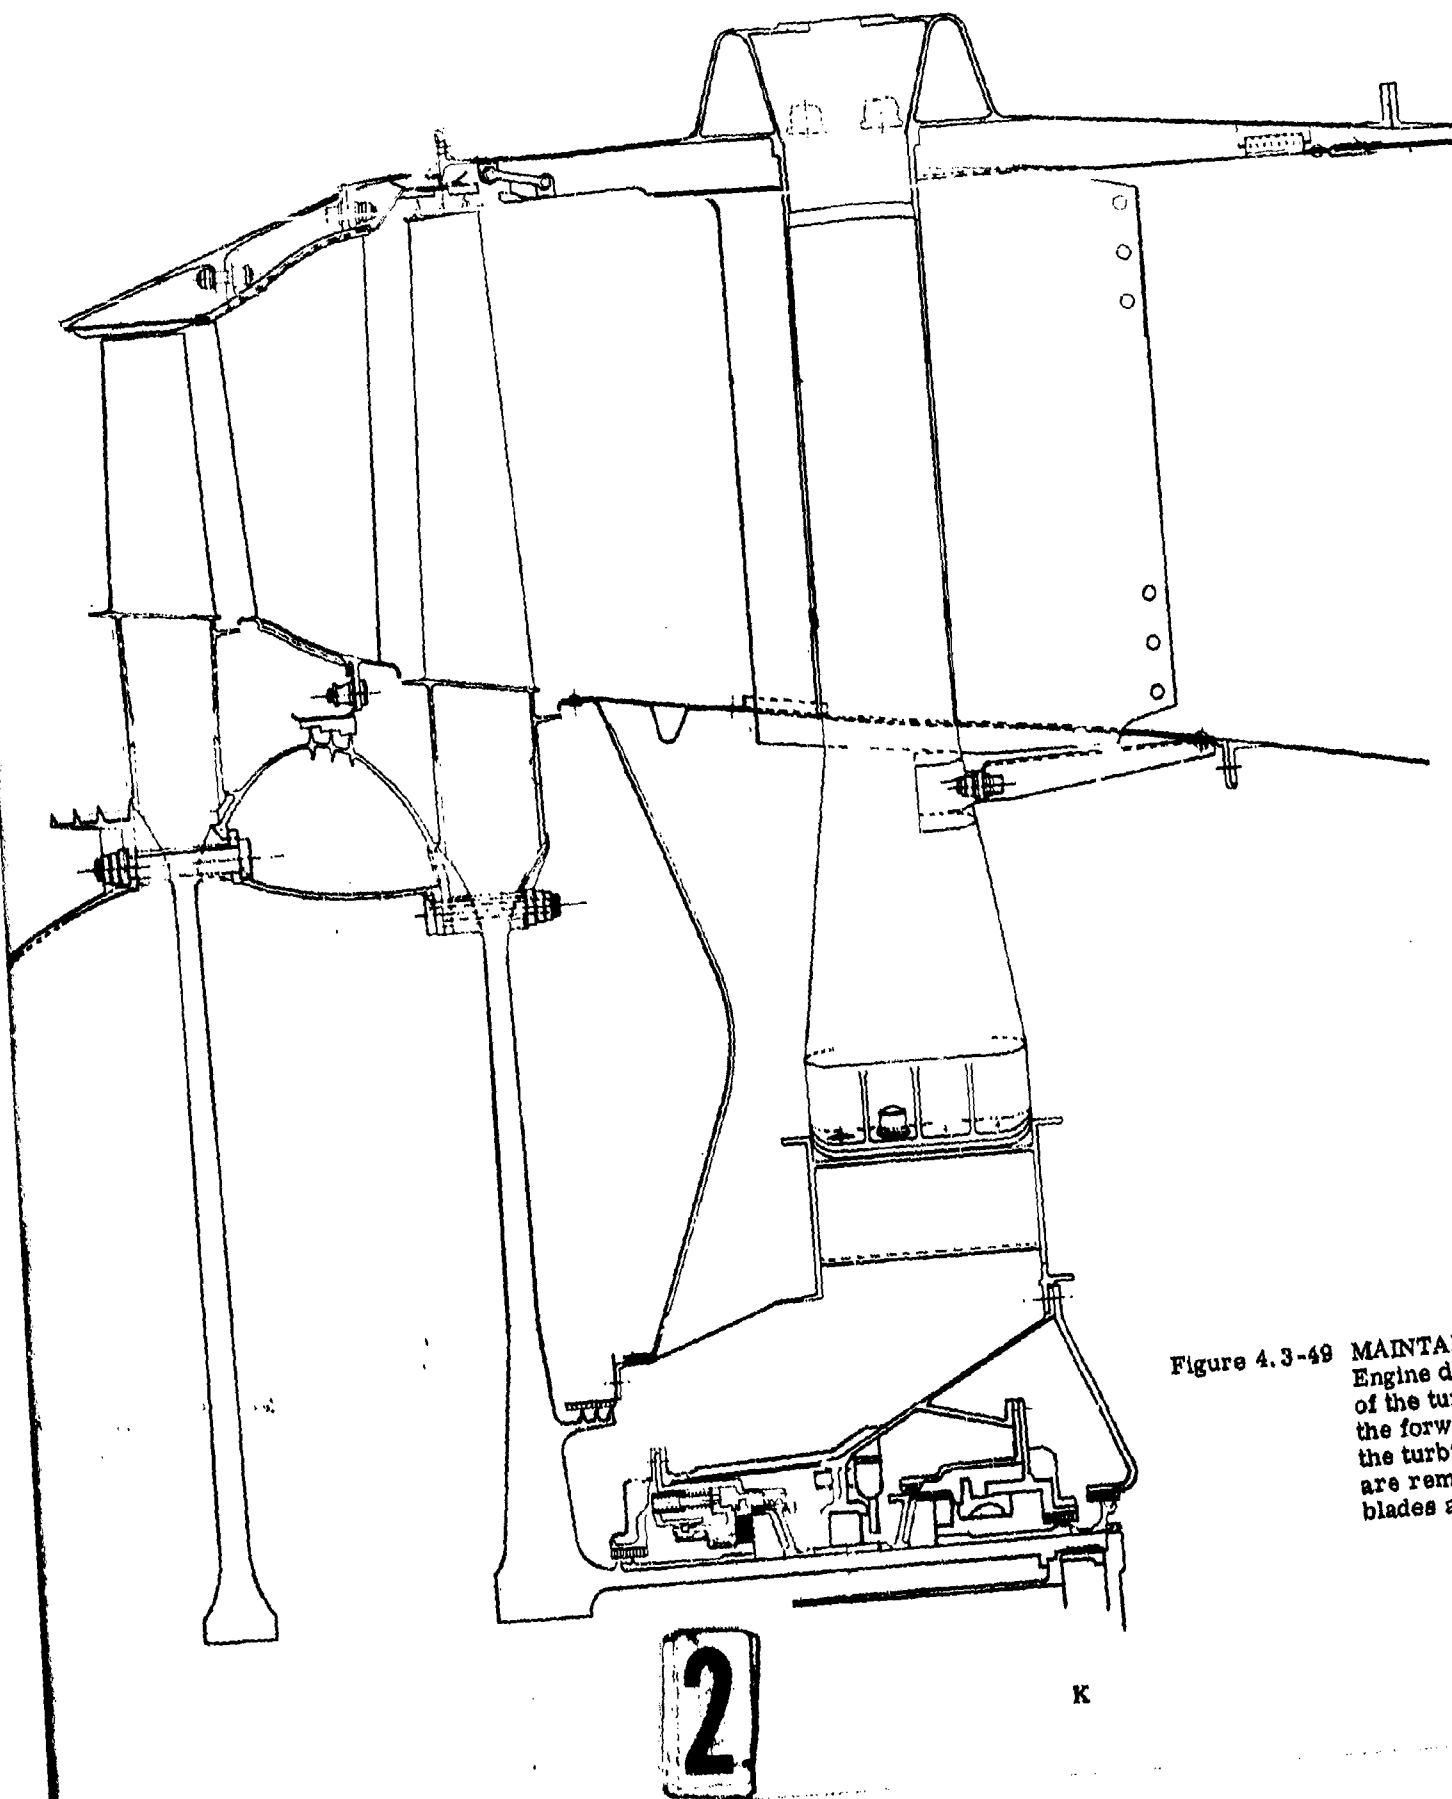 Figure 4.3-49 MAINTA
Engine d
of the tu
the forw
the turb
are rem
blades a
2
K